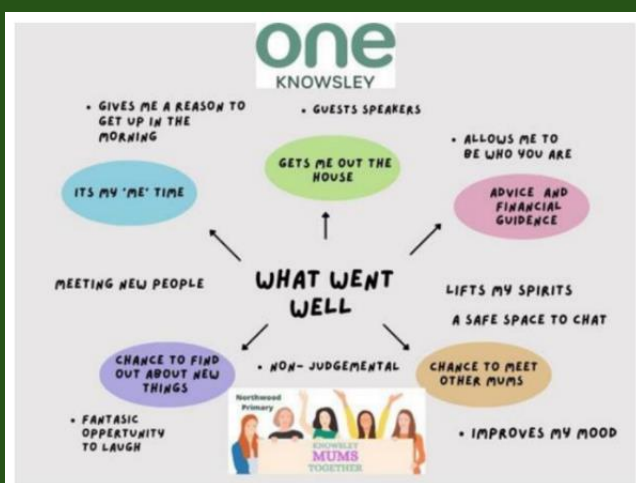 one
KNOWSLEY
• GIVES ME A REASON TO
GET UP IN THE
MORNING
• GUESTS SPEAKERS
• ALLOWS ME TO
BE WHO YOU ARE
ITS MY 'ME' TIME
GETS ME OUT THE
HOUSE
ADVICE AND
FINANCIAL
GUIDENCE
MEETING NEW PEOPLE
WHAT WENT
WELL
LIFTS MY SPIRITS
A SAFE SPACE TO CHAT
CHANCE TO FIND
OUT ABOUT NEW
THINGS
• NON- JUDGEMENTAL
CHANCE TO MEET
OTHER MUMS
• FANTASIC
OPPERTUNITY
TO LAUGH
Northwood
Primary
KNOWSLEY
MUMS
TOGETHER
• IMPROVES MY MOOD